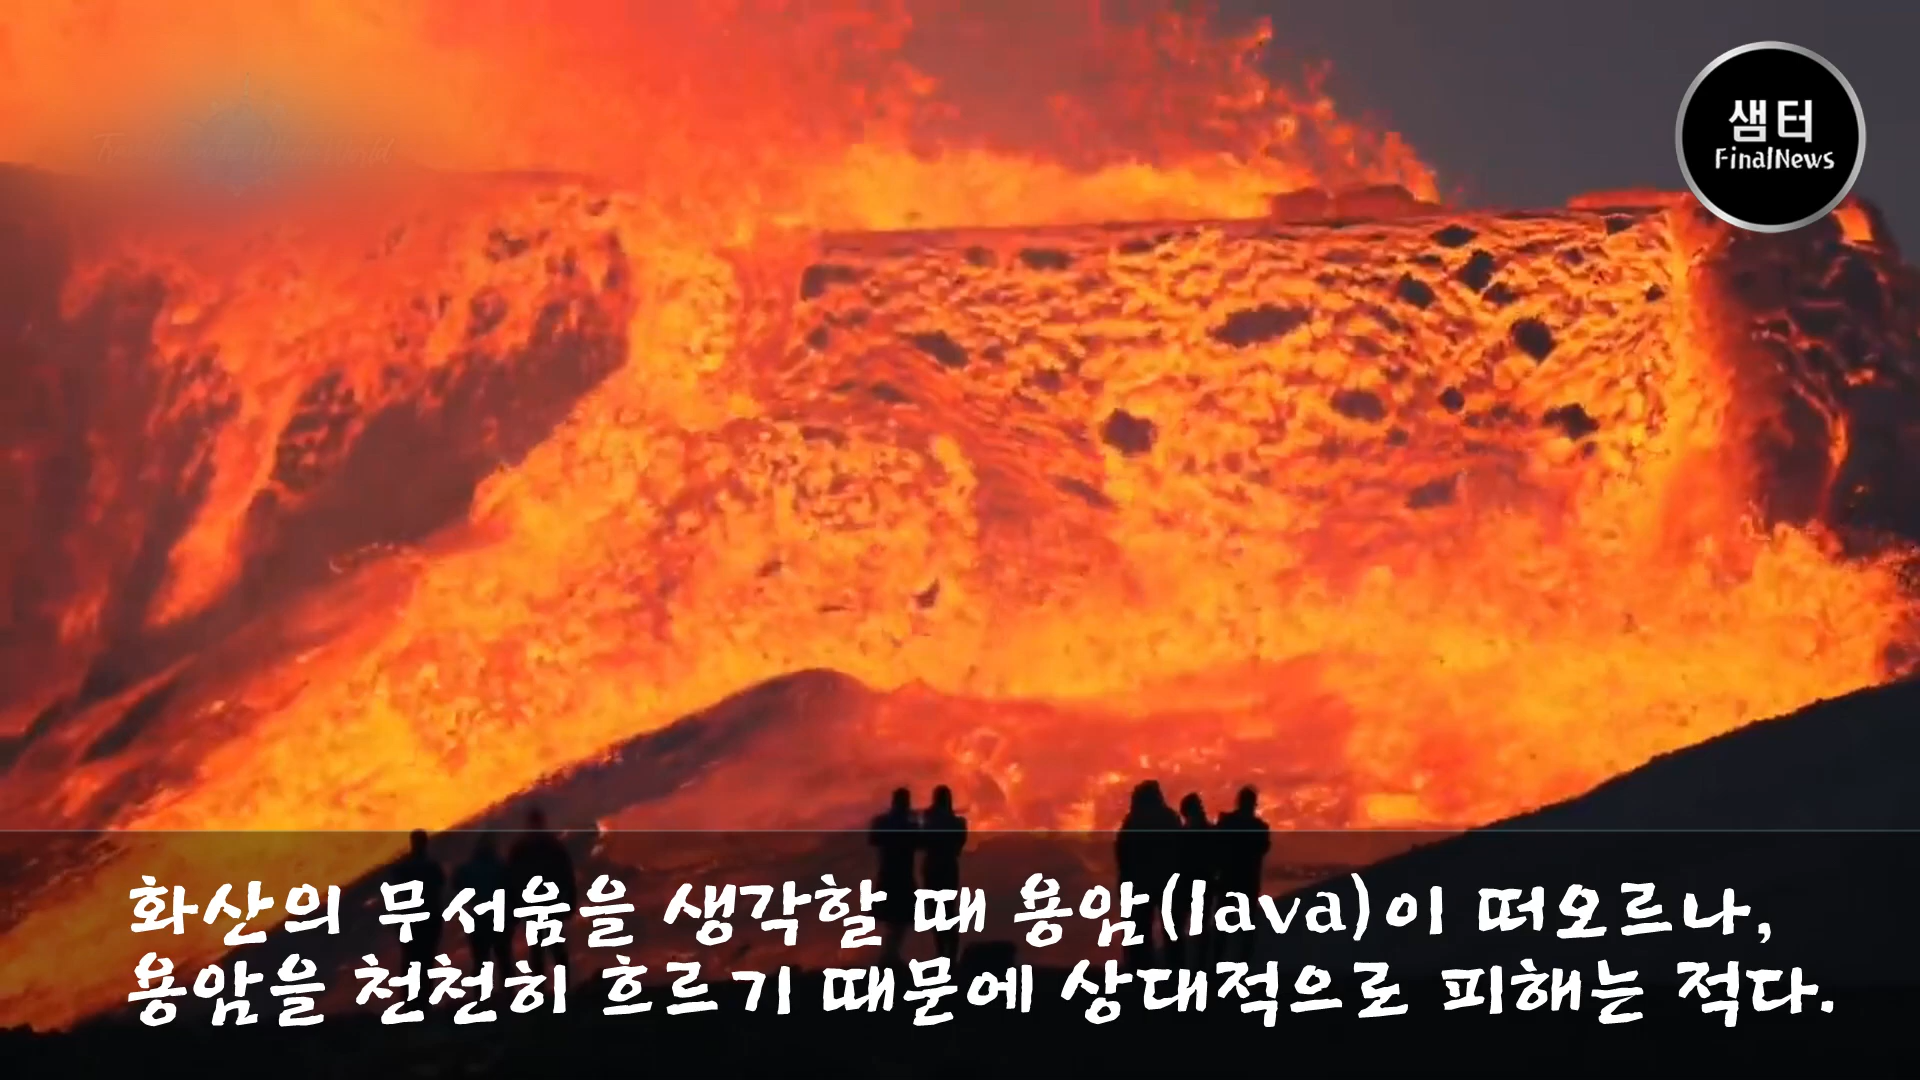 샘터
FinalNews
화산의 무서움을 생각할 때 용암(lava)이 떠오르나,
용암을 천천히 흐르기 때문에 상대적으로 피해는 적다.